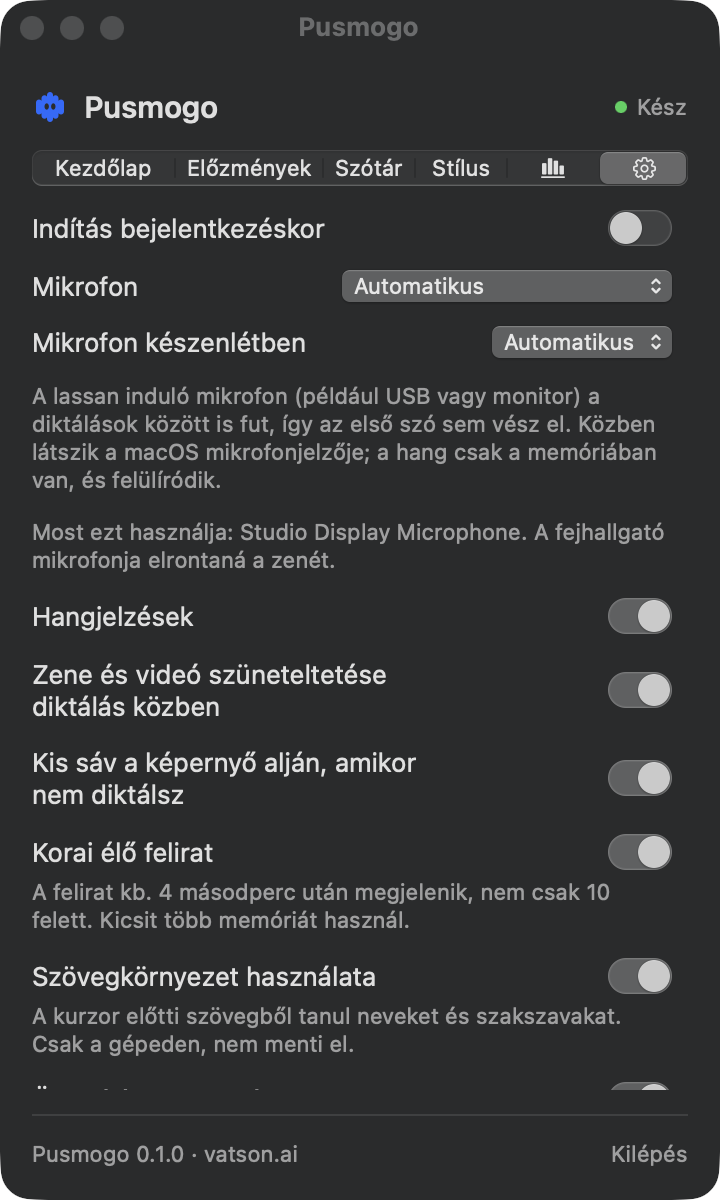 Pusmogo
Pusmogo
Kész
Kezdőlap
Előzmények
Szótár
Stílus
Indítás bejelentkezéskor
Mikrofon
Automatikus
Mikrofon készenlétben
Automatikus
A lassan induló mikrofon (például USB vagy monitor) a
diktálások között is fut, így az első szó sem vész el. Közben
látszik a macOS mikrofonjelzője; a hang csak a memóriában
van, és felülíródik.
Most ezt használja: Studio Display Microphone. A fejhallgató
mikrofonja elrontaná a zenét.
Hangjelzések
Zene és videó szüneteltetése
diktálás közben
Kis sáv a képernyő alján, amikor
nem diktálsz
Korai élő felirat
A felirat kb. 4 másodperc után megjelenik, nem csak 10
felett. Kicsit több memóriát használ.
Szövegkörnyezet használata
A kurzor előtti szövegből tanul neveket és szakszavakat.
Csak a gépeden, nem menti el.
Pusmogo 0.1.0 · vatson.ai
Kilépés